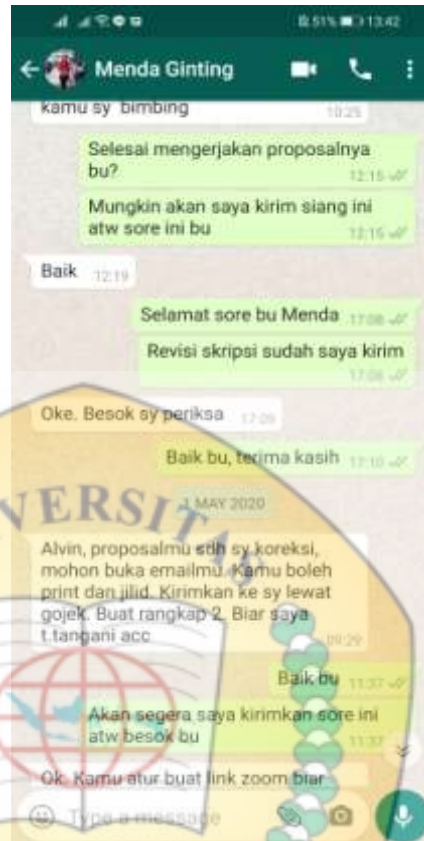 51% 13:42
Menda Ginting
kamu sy bimbing 10:25
Selesai mengerjakan proposalnya
bu?
12:15
Mungkin akan saya kirim siang ini
atw sore ini bu 12:15
Baik 12:19
Selamat sore bu Menda 17:08
Revisi skripsi sudah saya kirim
17:08
Oke. Besok sy periksa 17:09
Baik bu, terima kasih 17:10
1 MAY 2020
VERSITAS
Alvin, proposalmu sdh sy koreksi,
mohon buka emailmu. Kamu boleh
print dan jilid. Kirimkan ke sy lewat
gojek. Buat rangkap 2. Biar saya
t.tangani acc 09:29
Baik bu 11:37
Akan segera saya kirimkan sore ini
atw besok bu 11:37
Ok. Kamu atur buat link zoom biar
Type a message